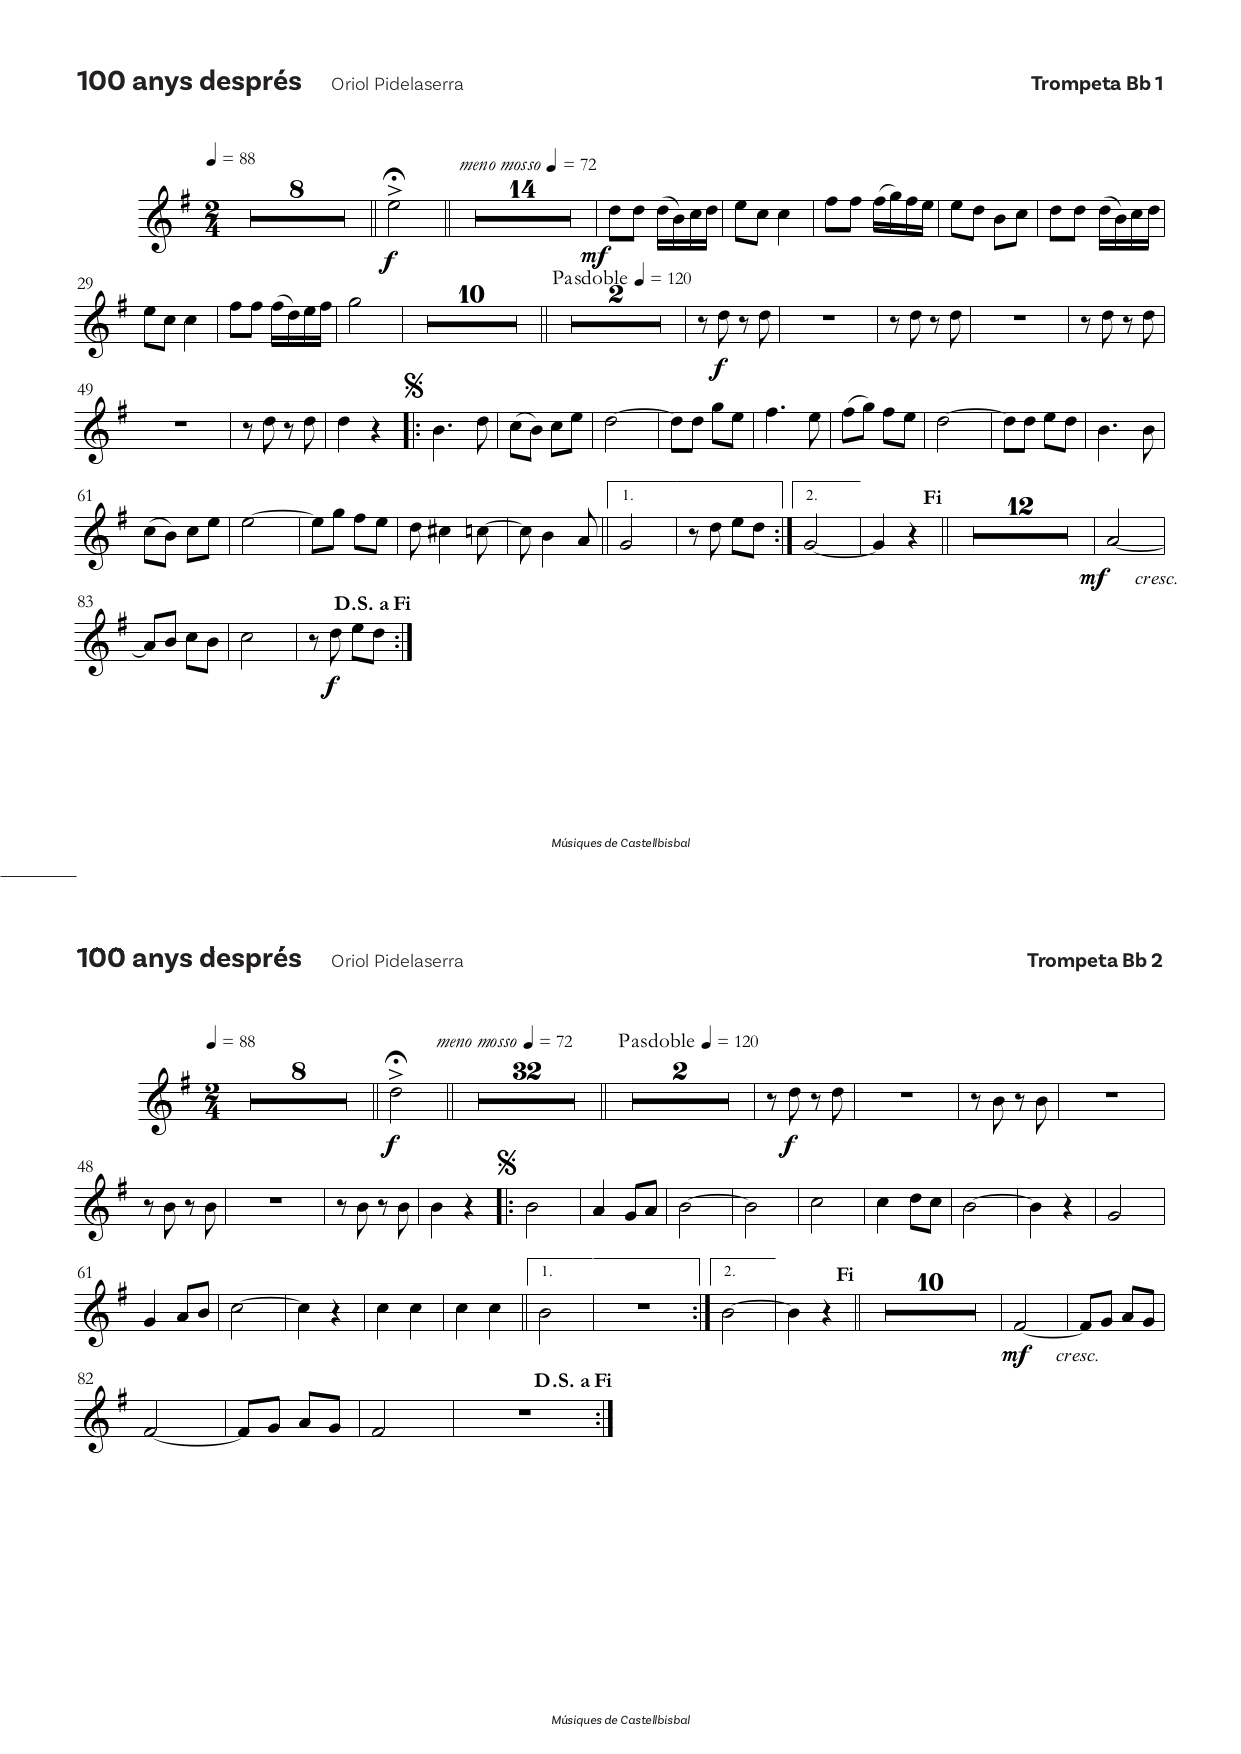 100 anys després Oriol Pidelaserra Trompeta Bb 1
= 88
meno mosso = 72
8 14
2
4
f mf
Pasdoble = 120
29 10 2
f
49
61 1. 2. Fi 12
mf cresc.
83 D.S. a Fi
f
Músiques de Castellbisbal
100 anys després Oriol Pidelaserra Trompeta Bb 2
= 88 meno mosso = 72 Pasdoble = 120
8 32 2
2
4
f f
48
61 1. 2. Fi 10
mf cresc.
82 D.S. a Fi
Músiques de Castellbisbal